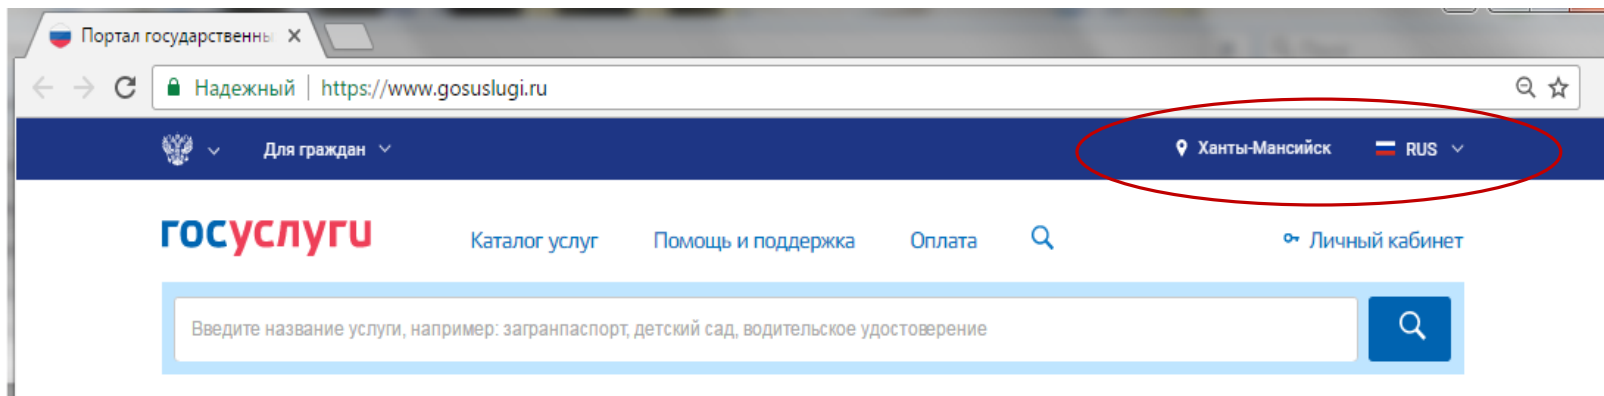 Портал государственны
Надежный https://www.gosuslugi.ru
Для граждан Ханты-Мансийск RUS
госуслуги Каталог услуг Помощь и поддержка Оплата Личный кабинет
Введите название услуги, например: загранпаспорт, детский сад, водительское удостоверение